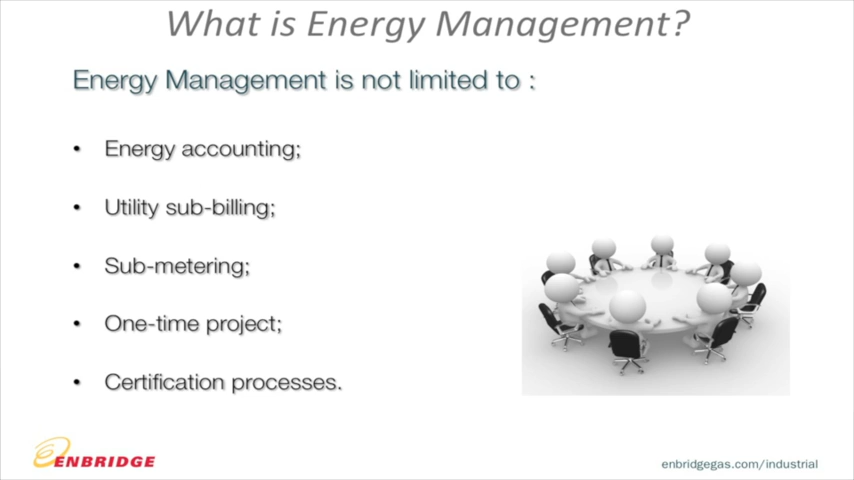 What is Energy Management?
Energy Management is not limited to :
• Energy accounting;
• Utility sub-billing;
• Sub-metering;
• One-time project;
• Certification processes.
ENBRIDGE
enbridgegas.com/industrial